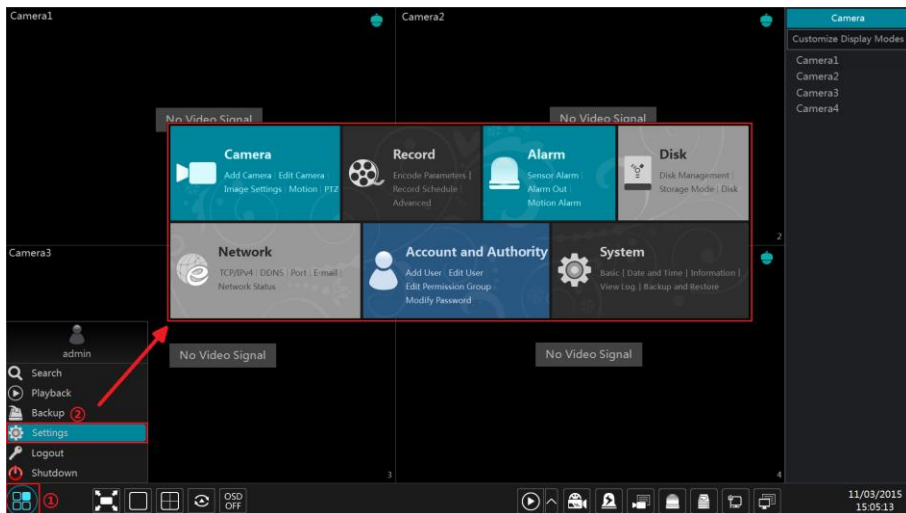 Camera1
Camera2
Camera
Customize Display Modes
Camera1
Camera2
Camera3
Camera4
No Video Signal
No Video Signal
Camera
Add Camera | Edit Camera |
Image Settings | Motion | PTZ
Record
Encode Parameters |
Record Schedule |
Advanced
Alarm
Sensor Alarm |
Alarm Out |
Motion Alarm
Disk
Disk Management |
Storage Mode | Disk
2
Camera3
Network
TCP/IPv4 | DDNS | Port | E-mail |
Network Status
Account and Authority
Add User | Edit User
Edit Permission Group
Modify Password
System
Basic | Date and Time | Information |
View Log | Backup and Restore
admin
No Video Signal
No Video Signal
Search
Playback
Backup ②
Settings
Logout
Shutdown
3
4
①
OSD
OFF
11/03/2015
15:05:13